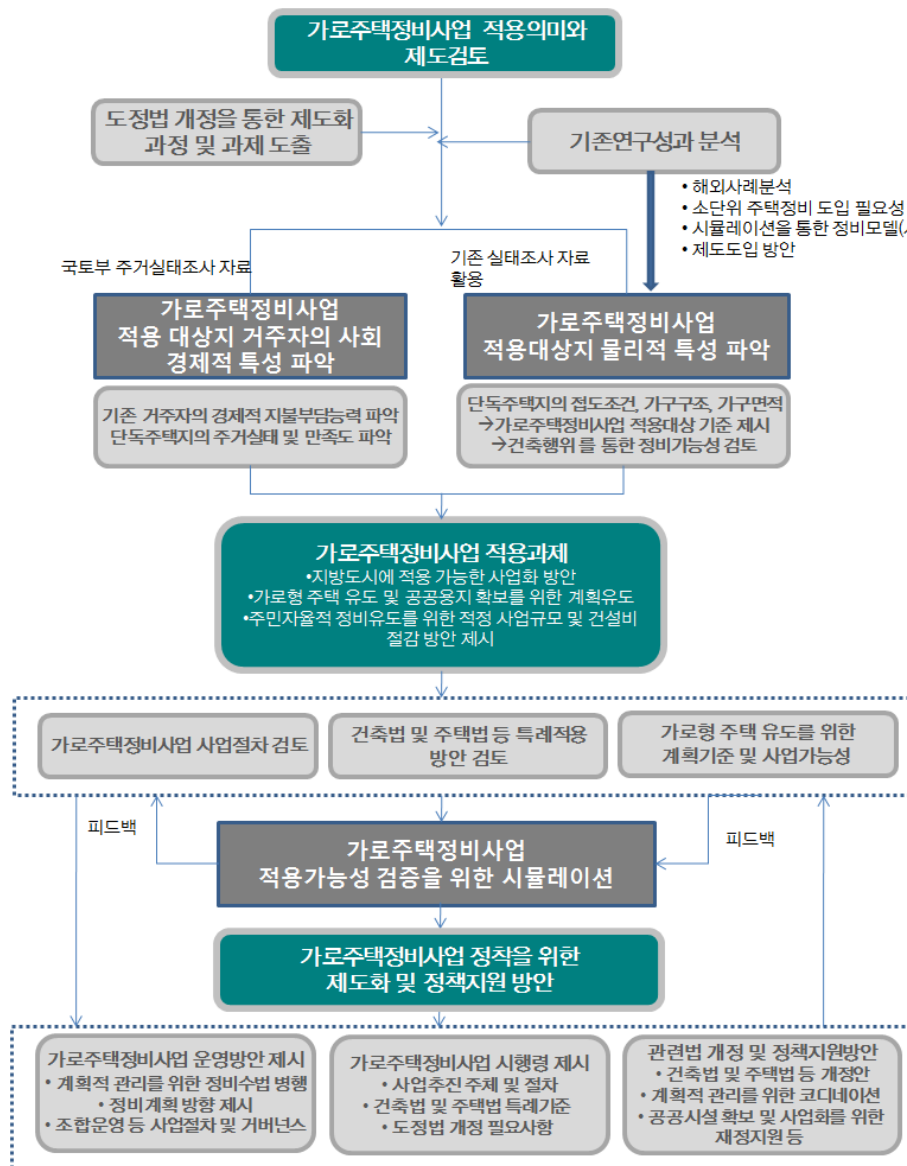 가로주택정비사업 적용의미와
제도검토
도정법 개정을 통한 제도화
과정 및 과제 도출
기존연구성과 분석
• 해외사례분석
• 소단위 주택정비 도입 필요성
• 시뮬레이션을 통한 정비모델(
• 제도도입 방안
국토부 주거실태조사 자료
기존 실태조사 자료
활용
가로주택정비사업
적용 대상지 거주자의 사회
경제적 특성 파악
가로주택정비사업
적용대상지 물리적 특성 파악
기존 거주자의 경제적 지불부담능력 파악
단독주택지의 주거실태 및 만족도 파악
단독주택지의 접도조건, 가구구조, 가구면적
→가로주택정비사업 적용대상 기준 제시
→건축행위 를 통한 정비가능성 검토
가로주택정비사업 적용과제
•지방도시에 적용 가능한 사업화 방안
•가로형 주택 유도 및 공공용지 확보를 위한 계획유도
•주민자율적 정비유도를 위한 적정 사업규모 및 건설비
절감 방안 제시
가로주택정비사업 사업절차 검토
건축법 및 주택법 등 특례적용
방안 검토
가로형 주택 유도를 위한
계획기준 및 사업가능성
피드백
피드백
가로주택정비사업
적용가능성 검증을 위한 시뮬레이션
가로주택정비사업 정착을 위한
제도화 및 정책지원 방안
가로주택정비사업 운영방안 제시
• 계획적 관리를 위한 정비수법 병행
• 정비계획 방향 제시
• 조합운영 등 사업절차 및 거버넌스
가로주택정비사업 시행령 제시
• 사업추진 주체 및 절차
• 건축법 및 주택법 특례기준
• 도정법 개정 필요사항
관련법 개정 및 정책지원방안
• 건축법 및 주택법 등 개정안
• 계획적 관리를 위한 코디네이션
• 공공시설 확보 및 사업화를 위한
재정지원 등